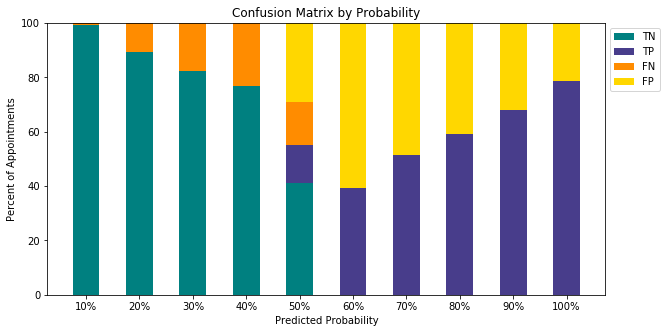 Confusion Matrix by Probability
100
80
60
40
20
0
Percent of Appointments
10% 20% 30% 40% 50% 60% 70% 80% 90% 100%
Predicted Probability
TN
TP
FN
FP